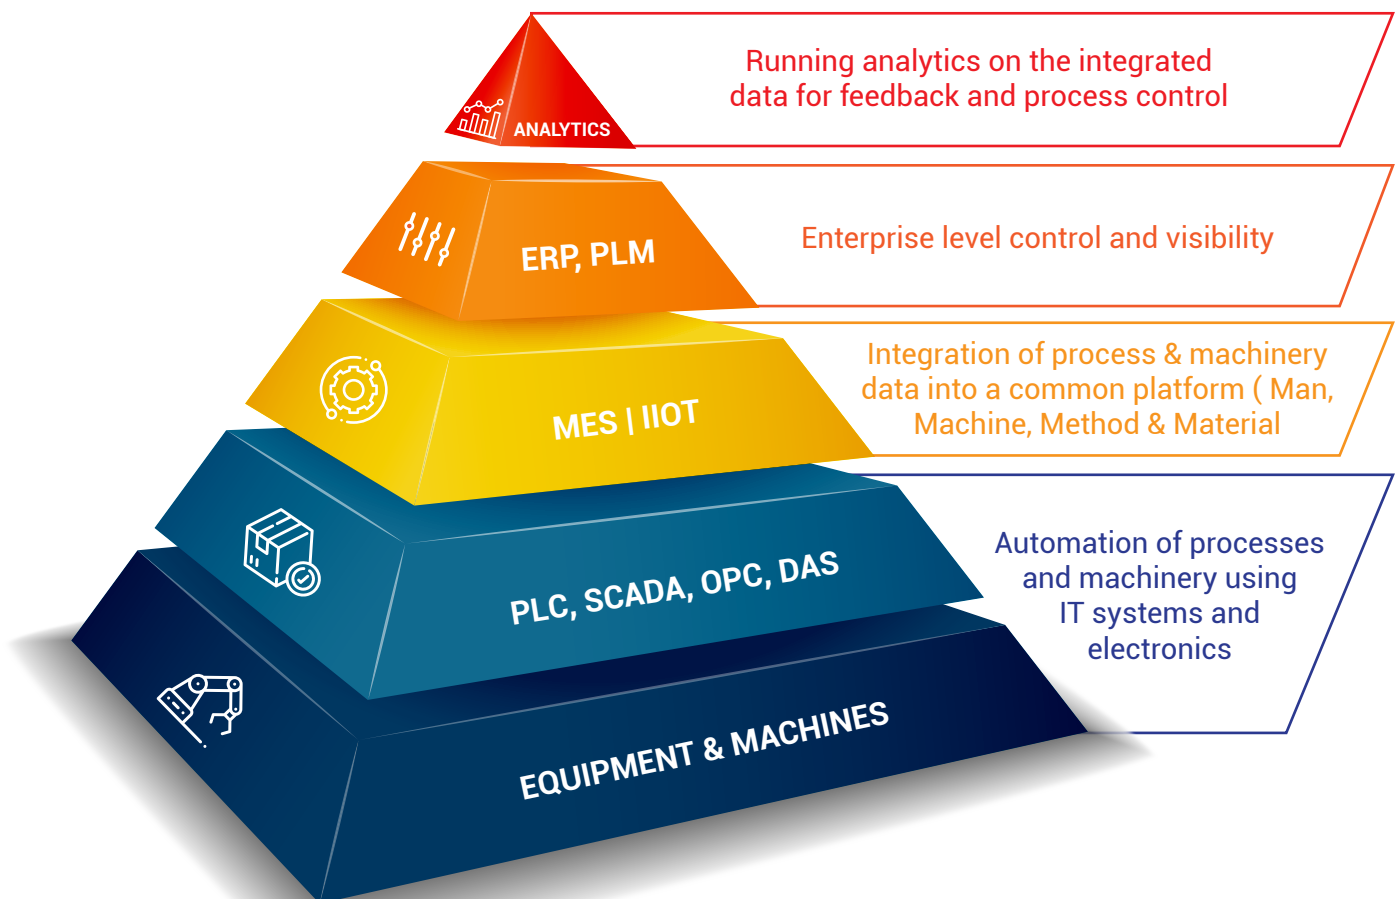 Running analytics on the integrated
data for feedback and process control
ANALYTICS
Enterprise level control and visibility
ERP, PLM
Integration of process & machinery
data into a common platform ( Man,
Machine, Method & Material
MES | IIOT
Automation of processes
and machinery using
IT systems and
electronics
PLC, SCADA, OPC, DAS
EQUIPMENT & MACHINES